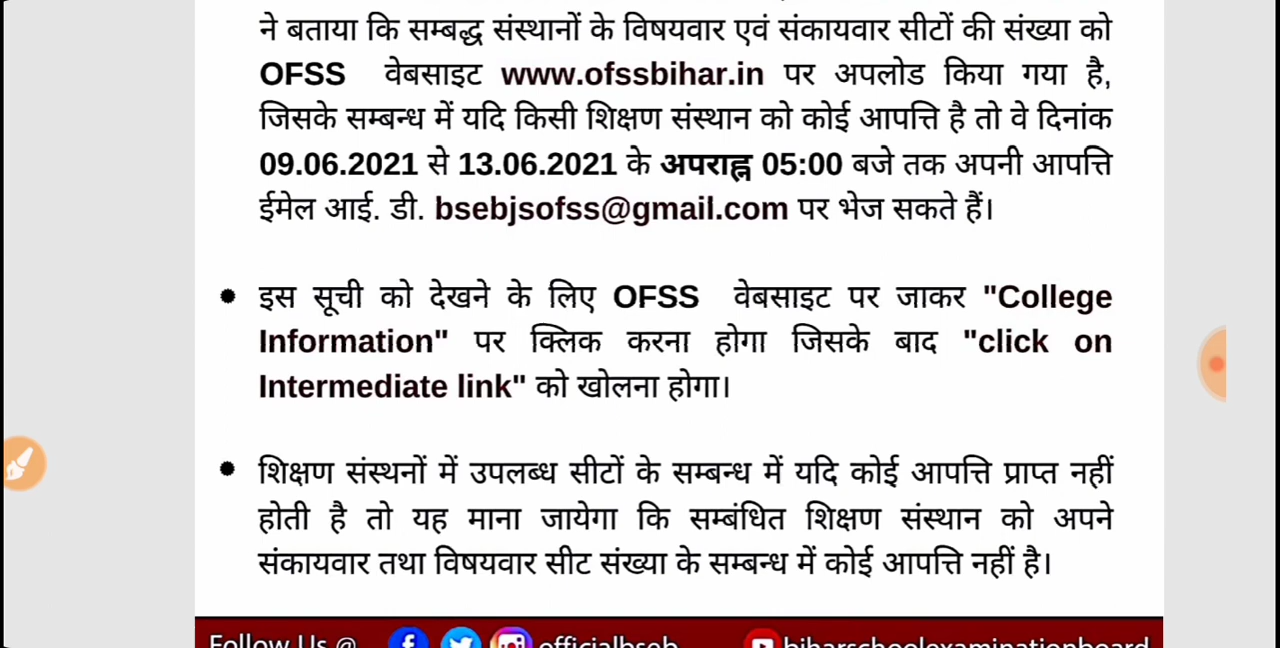 ने बताया कि सम्बद्ध संस्थानों के विषयवार एवं संकायवार सीटों की संख्या को
OFSS वेबसाइट www.ofssbihar.in पर अपलोड किया गया है,
जिसके सम्बन्ध में यदि किसी शिक्षण संस्थान को कोई आपत्ति है तो वे दिनांक
09.06.2021 से 13.06.2021 के अपराह्न 05:00 बजे तक अपनी आपत्ति
ईमेल आई. डी. bsebjsofss@gmail.com पर भेज सकते हैं।
इस सूची को देखने के लिए OFSS वेबसाइट पर जाकर "College
Information" पर क्लिक करना होगा जिसके बाद "click on
Intermediate link" को खोलना होगा।
शिक्षण संस्थनों में उपलब्ध सीटों के सम्बन्ध में यदि कोई आपत्ति प्राप्त नहीं
होती है तो यह माना जायेगा कि सम्बंधित शिक्षण संस्थान को अपने
संकायवार तथा विषयवार सीट संख्या के सम्बन्ध में कोई आपत्ति नहीं है।
Follow Us @ officialbseb biharschoolexaminationboard